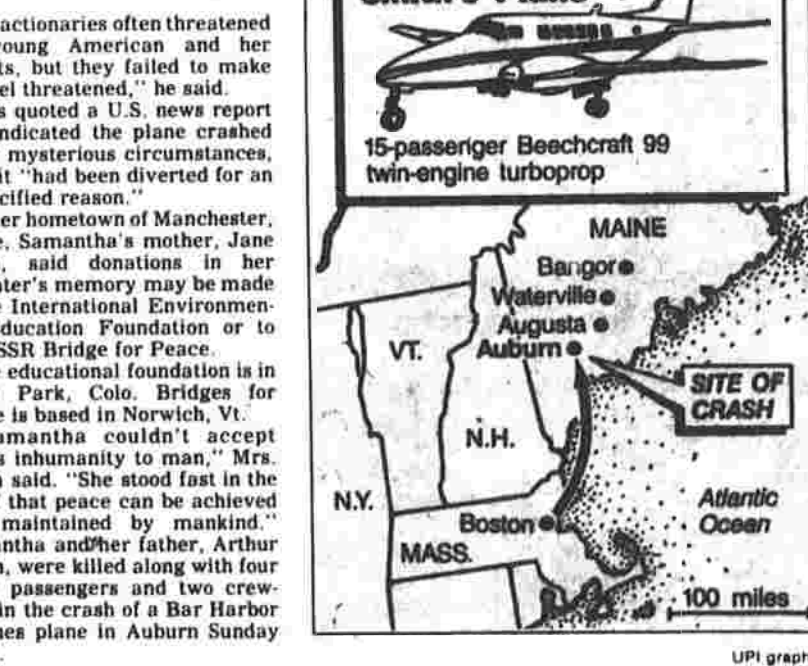 actionaries often threatened
young American and her
ts, but they failed to make
el threatened," he said.
s quoted a U.S. news report
ndicated the plane crashed
mysterious circumstances,
it "had been diverted for an
cified reason."
er hometown of Manchester,
e, Samantha's mother, Jane
, said donations in her
hter's memory may be made
e International Environmen-
ducation Foundation or to
SSR Bridge for Peace.
e educational foundation is in
Park, Colo. Bridges for
e is based in Norwich, Vt.
amantha couldn't accept
s inhumanity to man," Mrs.
h said. "She stood fast in the
that peace can be achieved
maintained by mankind."
antha and her father, Arthur
h, were killed along with four
passengers and two crew-
in the crash of a Bar Harbor
nes plane in Auburn Sunday
15-passenger Beechcraft 99
twin-engine turboprop
MAINE
Bangor
Waterville
Augusta
Auburn
VT.
SITE OF
CRASH
N.H.
N.Y.
Boston
Atlantic
Ocean
MASS.
100 miles
UPI graph